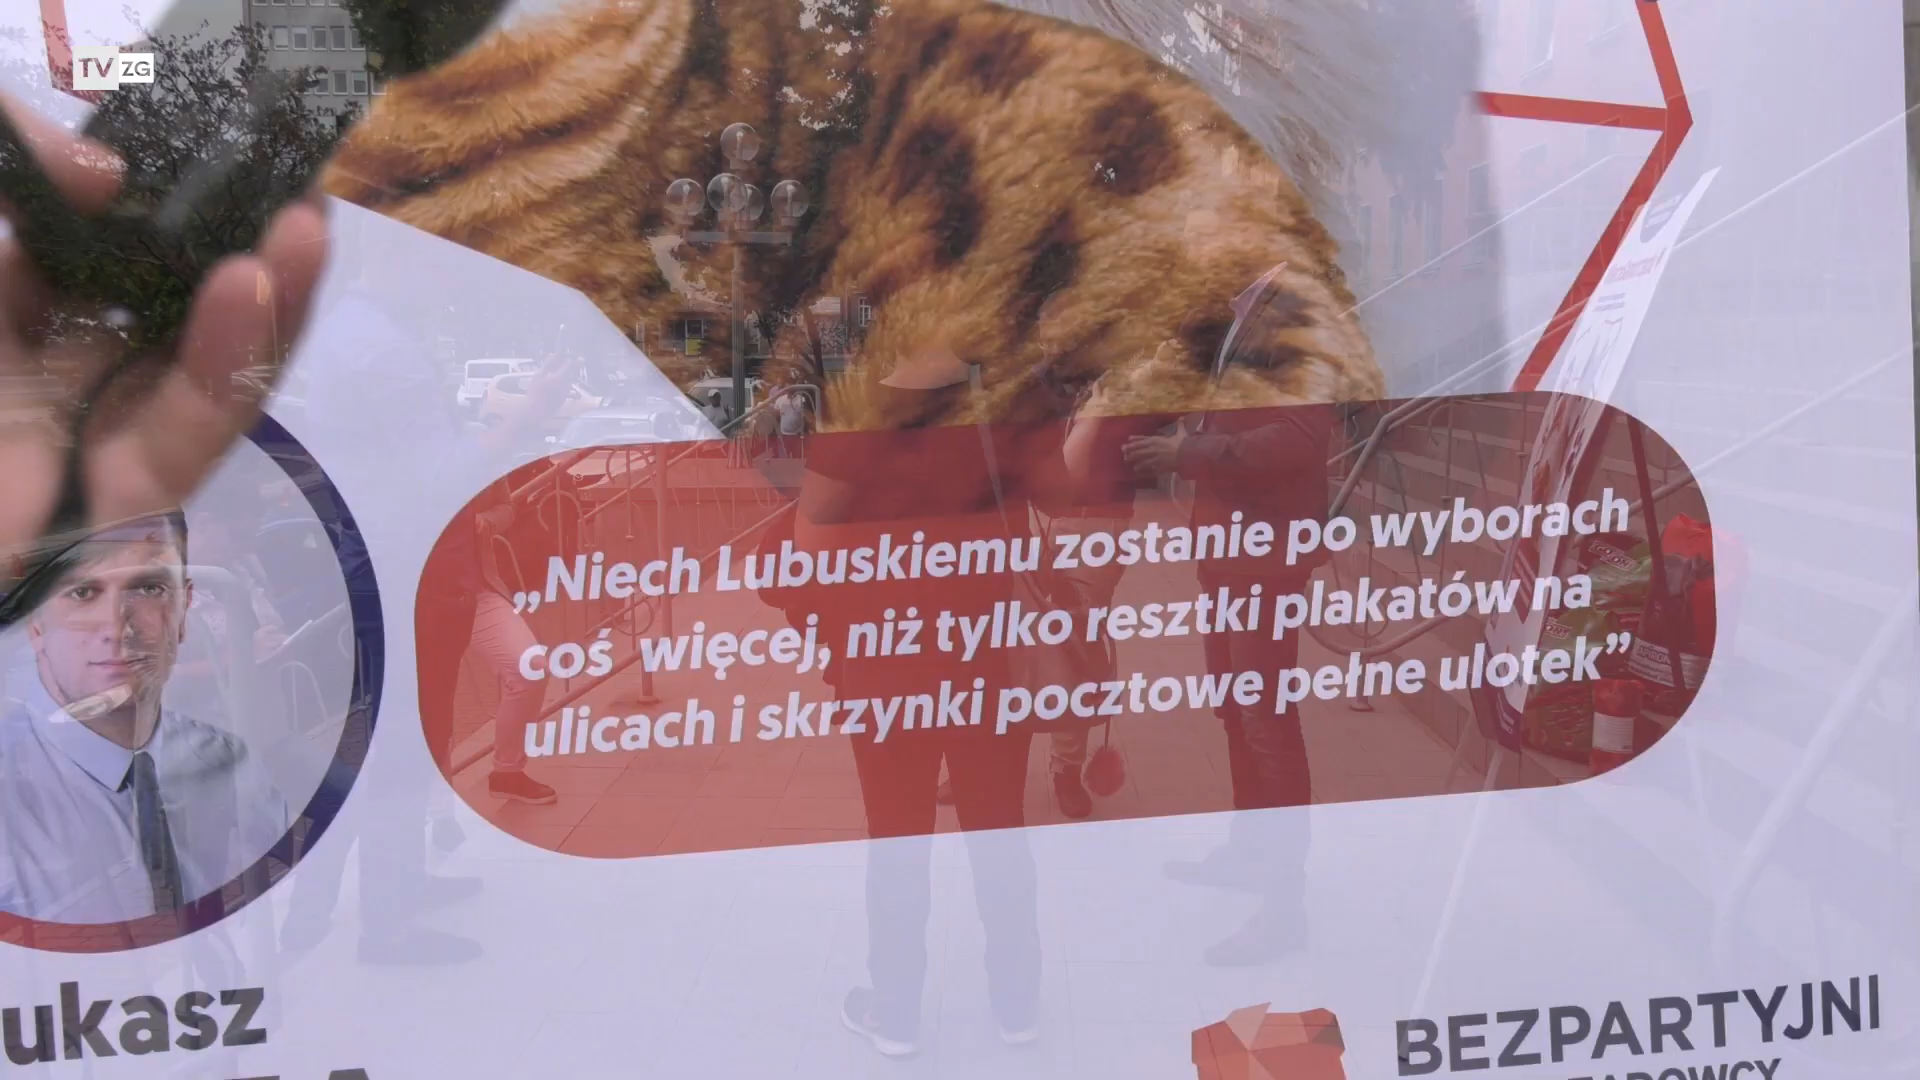 TV ZG
„Niech Lubuskiemu zostanie po wyborach
coś więcej, niż tylko resztki plakatów na
ulicach i skrzynki pocztowe pełne ulotek”
ukasz
BEZPARTYJNI